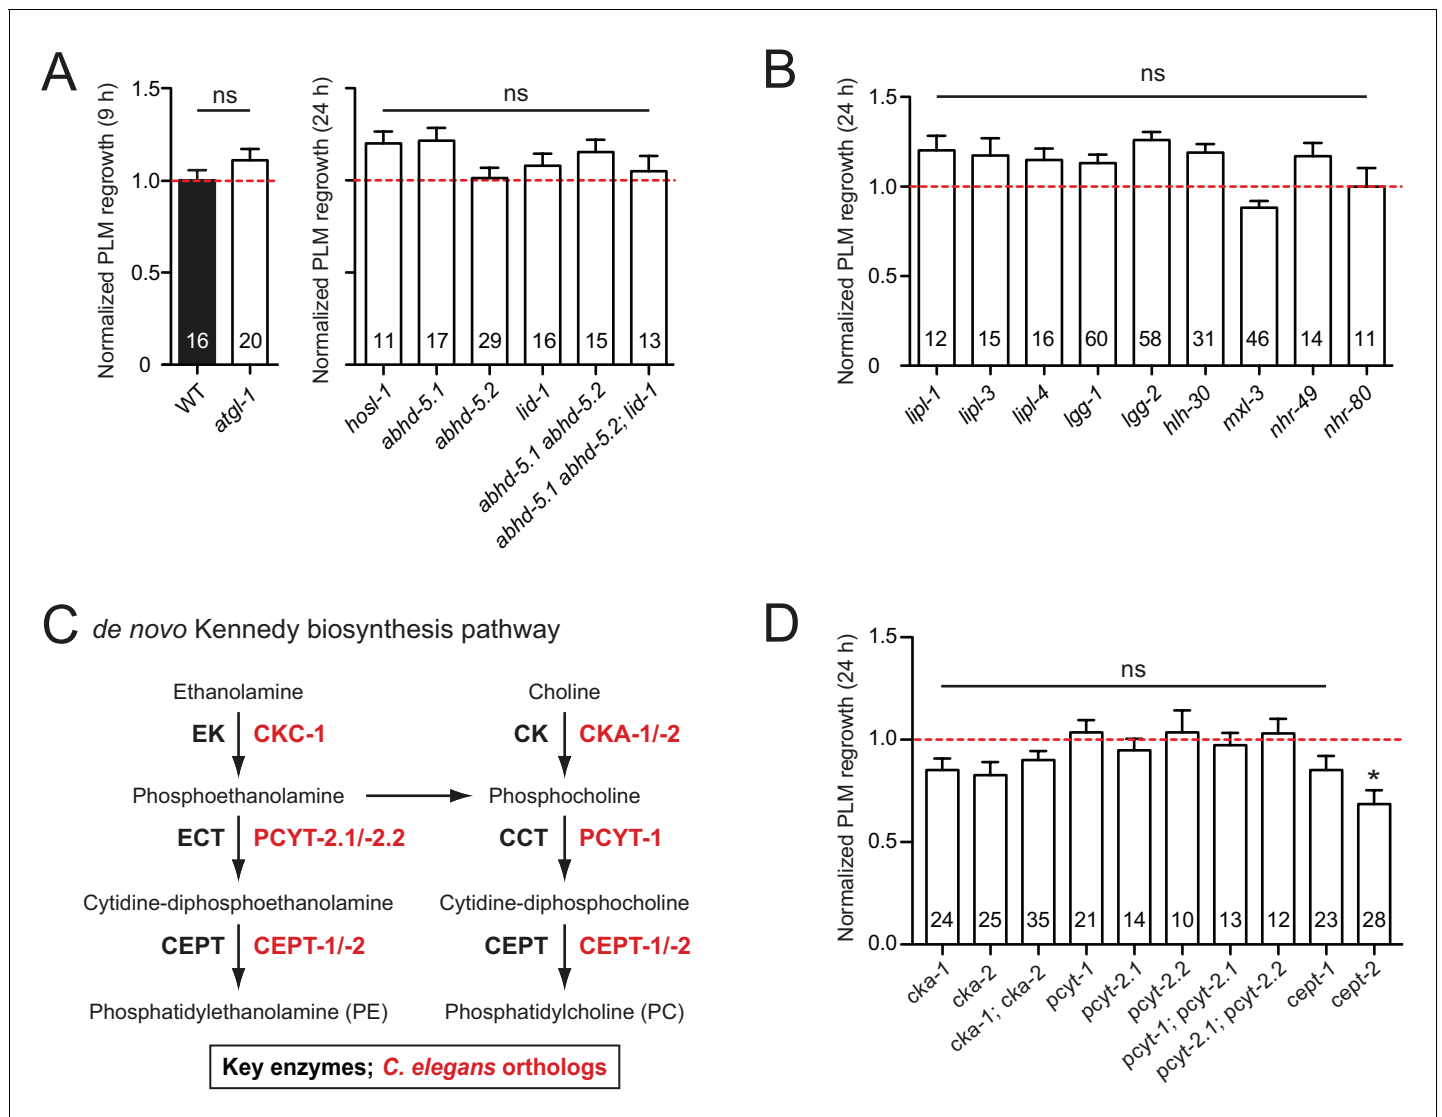 A
Normalized PLM regrowth (9 h)
1.5
1.0
0.5
0
ns
16
20
WT
atgl-1
Normalized PLM regrowth (24 h)
ns
11
17
29
16
15
13
hosl-1
abhd-5.1
abhd-5.2
lid-1
abhd-5.1 abhd-5.2
abhd-5.1 abhd-5.2; lid-1
B
Normalized PLM regrowth (24 h)
1.5
1.0
0.5
0
ns
12
15
16
60
58
31
46
14
11
lipl-1
lipl-3
lipl-4
lgg-1
lgg-2
hlh-30
mxl-3
nhr-49
nhr-80
C de novo Kennedy biosynthesis pathway
Ethanolamine
EK CKC-1
Phosphoethanolamine
ECT PCYT-2.1/-2.2
Cytidine-diphosphoethanolamine
CEPT CEPT-1/-2
Phosphatidylethanolamine (PE)
Choline
CK CKA-1/-2
Phosphocholine
CCT PCYT-1
Cytidine-diphosphocholine
CEPT CEPT-1/-2
Phosphatidylcholine (PC)
Key enzymes; C. elegans orthologs
D
Normalized PLM regrowth (24 h)
1.5
1.0
0.5
0.0
ns
*
24
25
35
21
14
10
13
12
23
28
cka-1
cka-2
cka-1; cka-2
pcyt-1
pcyt-2.1
pcyt-2.2
pcyt-1; pcyt-2.1
pcyt-2.1; pcyt-2.2
cept-1
cept-2